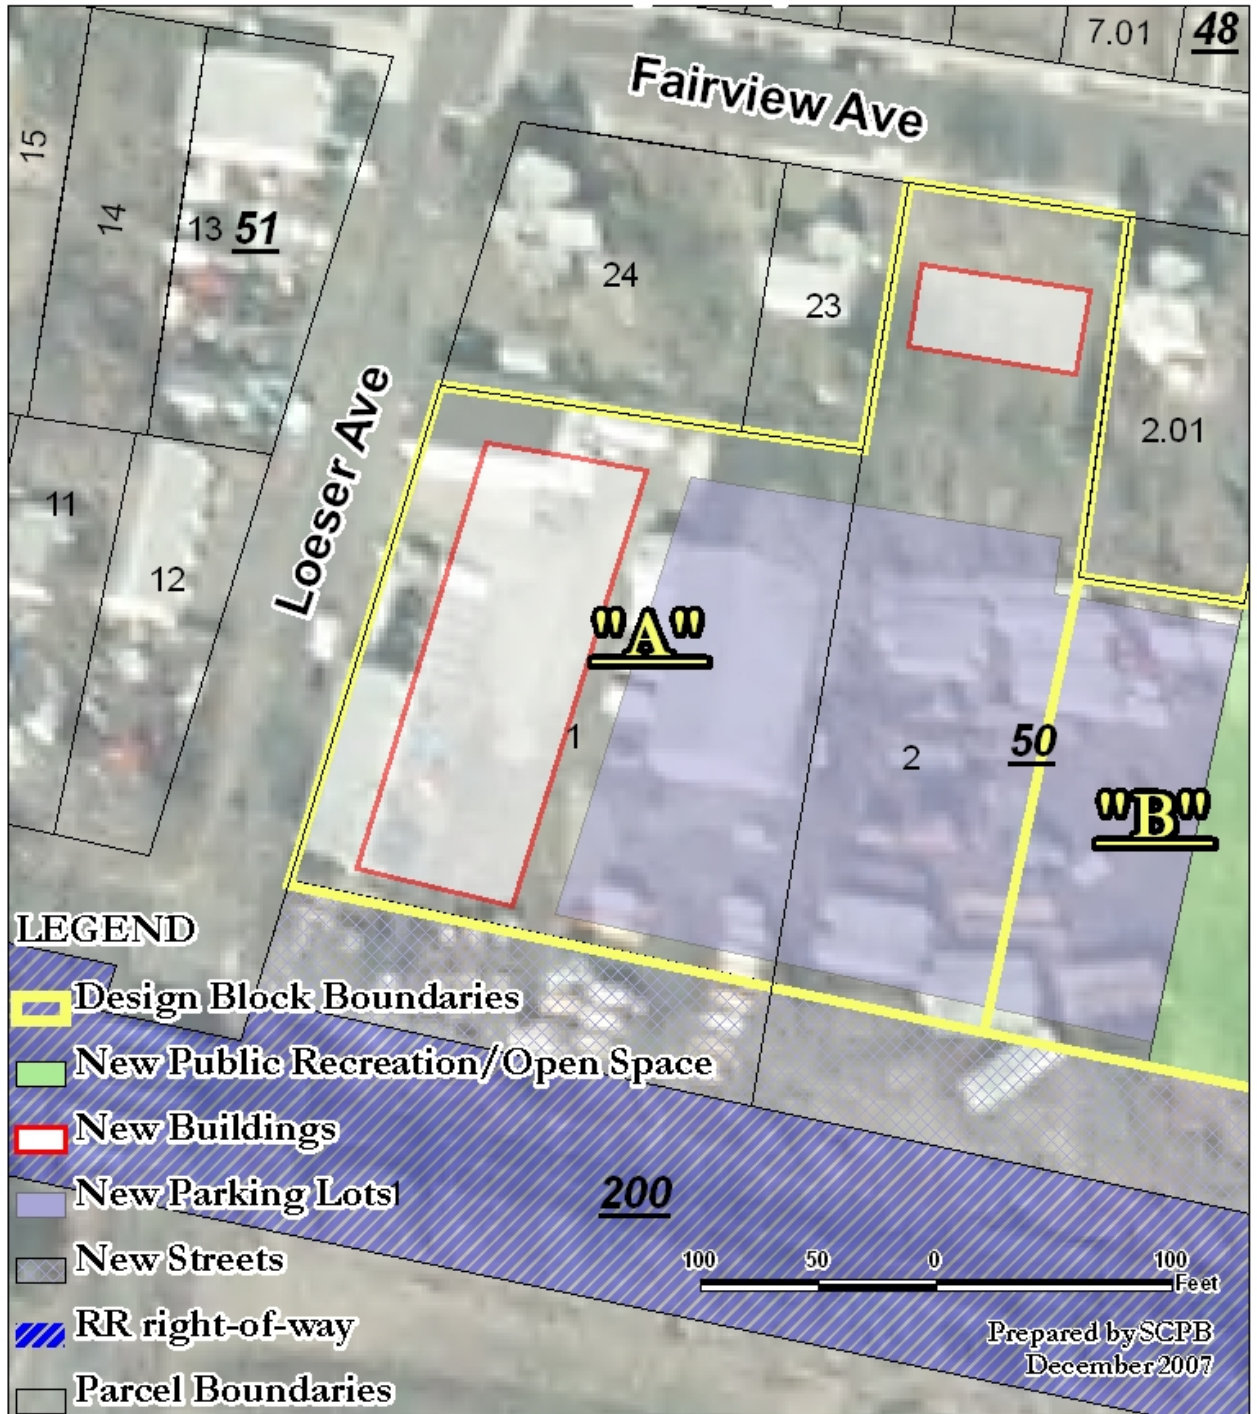 7.01
48
Fairview Ave
15
14
13
51
24
23
2.01
Loeser Ave
11
12
"A"
1
2
50
"B"
LEGEND
Design Block Boundaries
New Public Recreation/Open Space
New Buildings
New Parking Lots
1
New Streets
RR right-of-way
Parcel Boundaries
200
100 50 0 100
Feet
Prepared by SCPB
December 2007